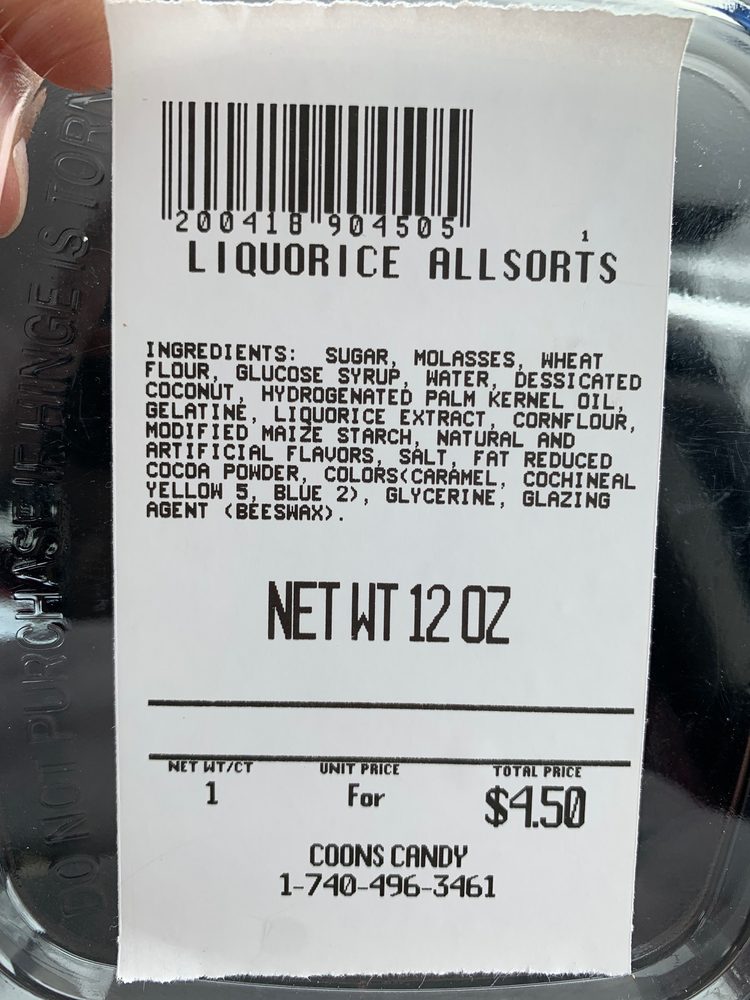 200418 904505
1
LIQUORICE ALLSORTS
INGREDIENTS: SUGAR, MOLASSES, WHEAT
FLOUR, GLUCOSE SYRUP, WATER, DESSICATED
COCONUT, HYDROGENATED PALM KERNEL OIL,
GELATINE, LIQUORICE EXTRACT, CORNFLOUR,
MODIFIED MAIZE STARCH, NATURAL AND
ARTIFICIAL FLAVORS, SALT, FAT REDUCED
COCOA POWDER, COLORS(CARAMEL, COCHINEAL
YELLOW 5, BLUE 2), GLYCERINE, GLAZING
AGENT (BEESWAX).
NET WT 12 OZ
NET WT/CT UNIT PRICE TOTAL PRICE
1 For $4.50
COONS CANDY
1-740-496-3461
DO NOT PURCHASE IF HINGE IS TORN